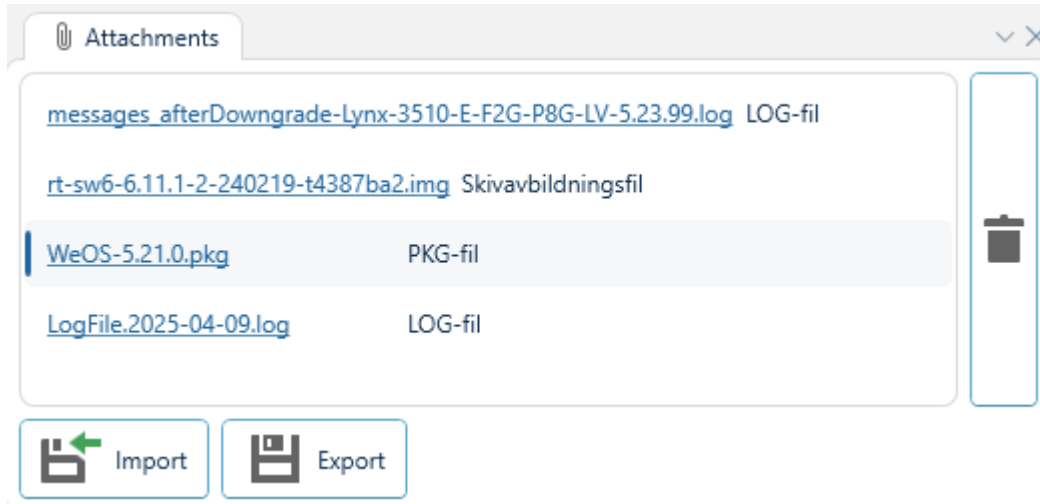 Attachments
messages_afterDowngrade-Lynx-3510-E-F2G-P8G-LV-5.23.99.log LOG-fil
rt-sw6-6.11.1-2-240219-t4387ba2.img Skivavbildningsfil
WeOS-5.21.0.pkg PKG-fil
LogFile.2025-04-09.log LOG-fil
Import Export